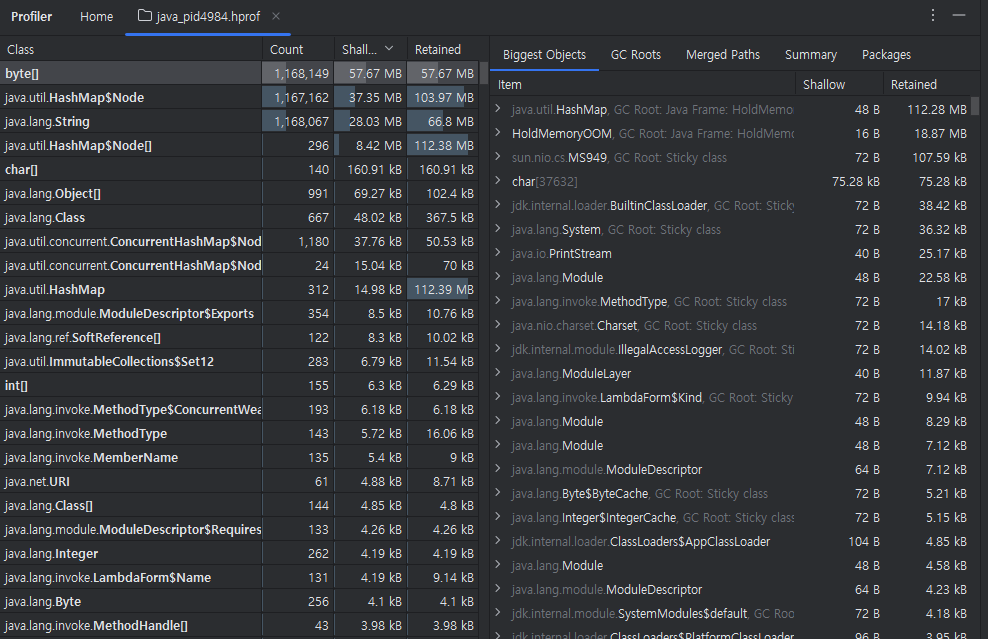 Profiler Home java_pid4984.hprof
Class Count Shall... Retained
byte[] 1,168,149 57.67 MB 57.67 MB
java.util.HashMap$Node 1,167,162 37.35 MB 103.97 MB
java.lang.String 1,168,067 28.03 MB 66.8 MB
java.util.HashMap$Node[] 296 8.42 MB 112.38 MB
char[] 140 160.91 kB 160.91 kB
java.lang.Object[] 991 69.27 kB 102.4 kB
java.lang.Class 667 48.02 kB 367.5 kB
java.util.concurrent.ConcurrentHashMap$Nod 1,180 37.76 kB 50.53 kB
java.util.concurrent.ConcurrentHashMap$Nod 24 15.04 kB 70 kB
java.util.HashMap 312 14.98 kB 112.39 MB
java.lang.module.ModuleDescriptor$Exports 354 8.5 kB 10.76 kB
java.lang.ref.SoftReference[] 122 8.3 kB 10.02 kB
java.util.ImmutableCollections$Set12 283 6.79 kB 11.54 kB
int[] 155 6.3 kB 6.29 kB
java.lang.invoke.MethodType$ConcurrentWea 193 6.18 kB 6.18 kB
java.lang.invoke.MethodType 143 5.72 kB 16.06 kB
java.lang.invoke.MemberName 135 5.4 kB 9 kB
java.net.URI 61 4.88 kB 8.71 kB
java.lang.Class[] 144 4.85 kB 4.8 kB
java.lang.module.ModuleDescriptor$Requires 133 4.26 kB 4.26 kB
java.lang.Integer 262 4.19 kB 4.19 kB
java.lang.invoke.LambdaForm$Name 131 4.19 kB 9.14 kB
java.lang.Byte 256 4.1 kB 4.1 kB
java.lang.invoke.MethodHandle[] 43 3.98 kB 3.98 kB
Biggest Objects GC Roots Merged Paths Summary Packages
Item Shallow Retained
java.util.HashMap, GC Root: Java Frame: HoldMemo 48 B 112.28 MB
HoldMemoryOOM, GC Root: Java Frame: HoldMemo 16 B 18.87 MB
sun.nio.cs.MS949, GC Root: Sticky class 72 B 107.59 kB
char[37632] 75.28 kB 75.28 kB
jdk.internal.loader.BuiltinClassLoader, GC Root: Sticky 72 B 38.42 kB
java.lang.System, GC Root: Sticky class 72 B 36.32 kB
java.io.PrintStream 40 B 25.17 kB
java.lang.Module 48 B 22.58 kB
java.lang.invoke.MethodType, GC Root: Sticky class 72 B 17 kB
java.nio.charset.Charset, GC Root: Sticky class 72 B 14.18 kB
jdk.internal.module.IllegalAccessLogger, GC Root: Sti 72 B 14.02 kB
java.lang.ModuleLayer 40 B 11.87 kB
java.lang.invoke.LambdaForm$Kind, GC Root: Sticky 72 B 9.94 kB
java.lang.Module 48 B 8.29 kB
java.lang.Module 48 B 7.12 kB
java.lang.module.ModuleDescriptor 64 B 7.12 kB
java.lang.Byte$ByteCache, GC Root: Sticky class 72 B 5.21 kB
java.lang.Integer$IntegerCache, GC Root: Sticky class 72 B 5.15 kB
jdk.internal.loader.ClassLoaders$AppClassLoader 104 B 4.85 kB
java.lang.Module 48 B 4.58 kB
java.lang.module.ModuleDescriptor 64 B 4.23 kB
jdk.internal.module.SystemModules$default, GC Roo 72 B 4.18 kB
jdk.internal.loader.ClassLoaders$PlatformClassLoader 96 B 3.95 kB